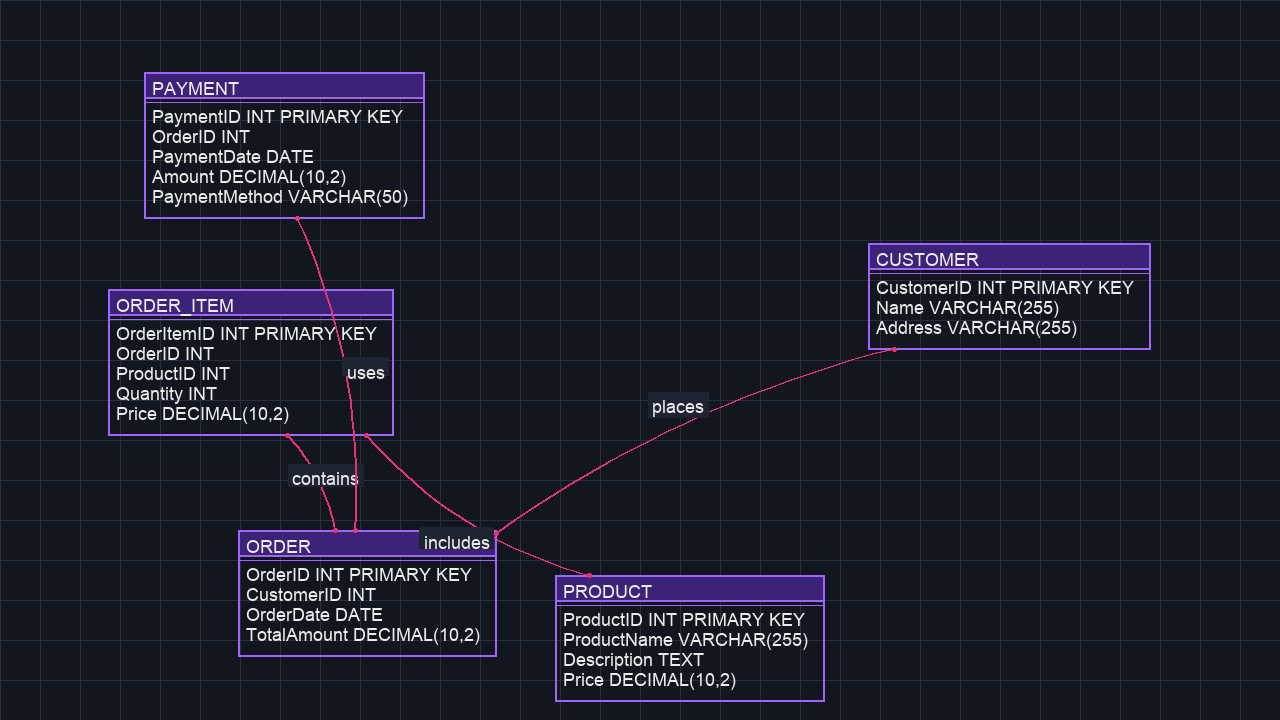 PAYMENT
PaymentID INT PRIMARY KEY
OrderID INT
PaymentDate DATE
Amount DECIMAL(10,2)
PaymentMethod VARCHAR(50)
CUSTOMER
CustomerID INT PRIMARY KEY
Name VARCHAR(255)
Address VARCHAR(255)
ORDER_ITEM
OrderItemID INT PRIMARY KEY
OrderID INT
ProductID INT
Quantity INT
Price DECIMAL(10,2)
uses
places
contains
includes
ORDER
OrderID INT PRIMARY KEY
CustomerID INT
OrderDate DATE
TotalAmount DECIMAL(10,2)
PRODUCT
ProductID INT PRIMARY KEY
ProductName VARCHAR(255)
Description TEXT
Price DECIMAL(10,2)